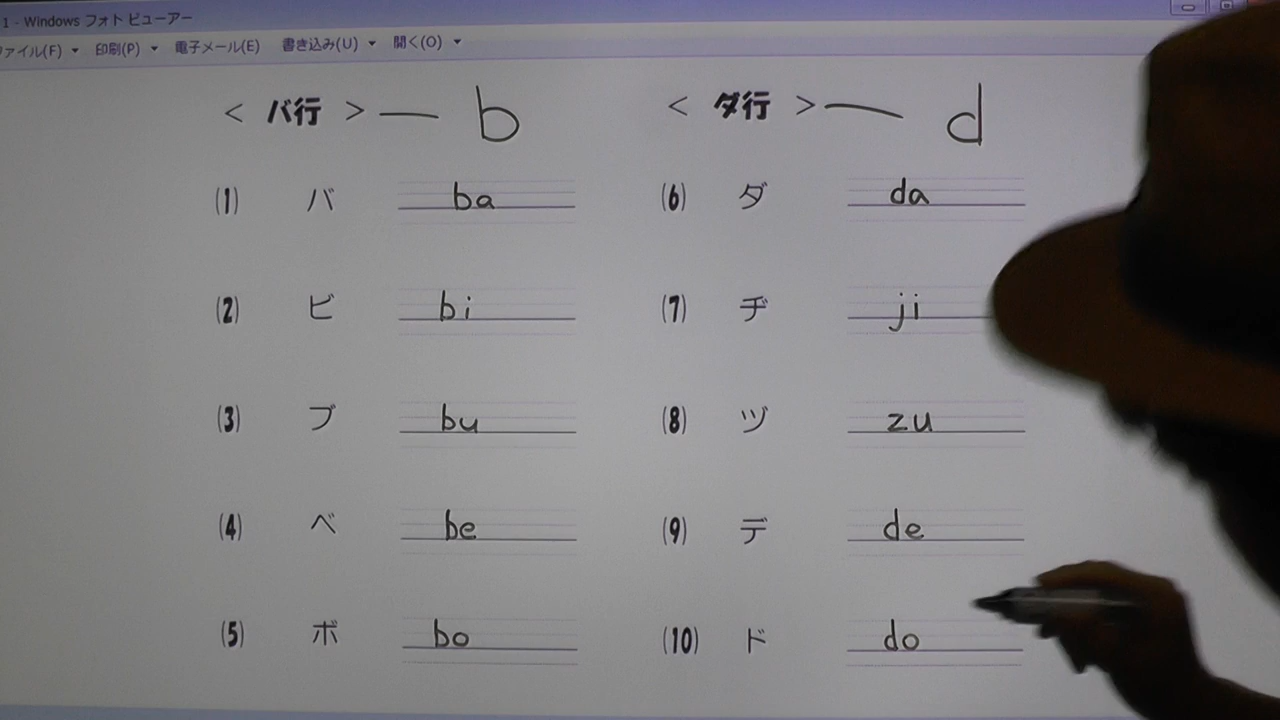 1 - Windows フォト ビューアー
ファイル(F) 印刷(P) 電子メール(E) 書き込み(U) 開く(O)
< バ行 > — b
< ダ行 > — d
(1) バ ba
(6) ダ da
(2) ビ bi
(7) ヂ ji
(3) ブ bu
(8) ヅ zu
(4) ベ be
(9) デ de
(5) ボ bo
(10) ド do